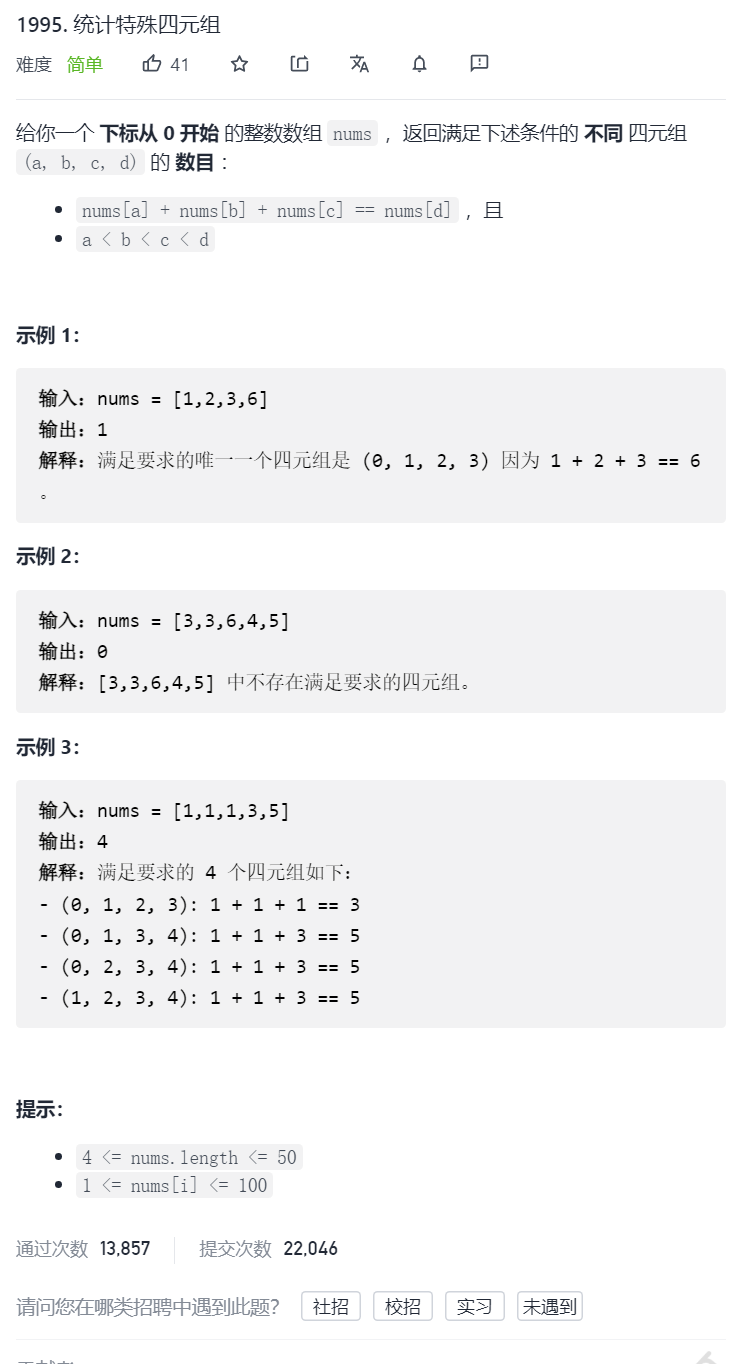 1995. 统计特殊四元组
难度 简单 41
给你一个 下标从 0 开始 的整数数组 nums ，返回满足下述条件的 不同 四元组
(a, b, c, d) 的 数目 ：
• nums[a] + nums[b] + nums[c] == nums[d] ，且
• a < b < c < d
示例 1：
输入：nums = [1,2,3,6]
输出：1
解释：满足要求的唯一一个四元组是 (0, 1, 2, 3) 因为 1 + 2 + 3 == 6
。
示例 2：
输入：nums = [3,3,6,4,5]
输出：0
解释：[3,3,6,4,5] 中不存在满足要求的四元组。
示例 3：
输入：nums = [1,1,1,3,5]
输出：4
解释：满足要求的 4 个四元组如下：
- (0, 1, 2, 3): 1 + 1 + 1 == 3
- (0, 1, 3, 4): 1 + 1 + 3 == 5
- (0, 2, 3, 4): 1 + 1 + 3 == 5
- (1, 2, 3, 4): 1 + 1 + 3 == 5
提示：
• 4 <= nums.length <= 50
• 1 <= nums[i] <= 100
通过次数 13,857 提交次数 22,046
请问您在哪类招聘中遇到此题？ 社招 校招 实习 未遇到